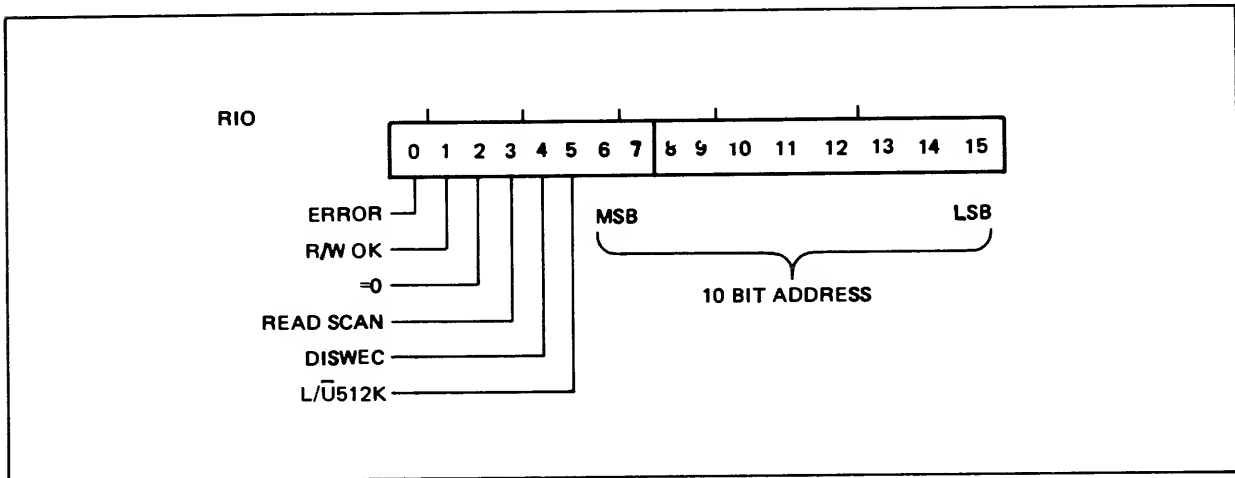 RIO
0 1 2 3 4 5 6 7 8 9 10 11 12 13 14 15
ERROR
MSB LSB
R/W OK
=0
10 BIT ADDRESS
READ SCAN
DISWEC
L/U̅512K